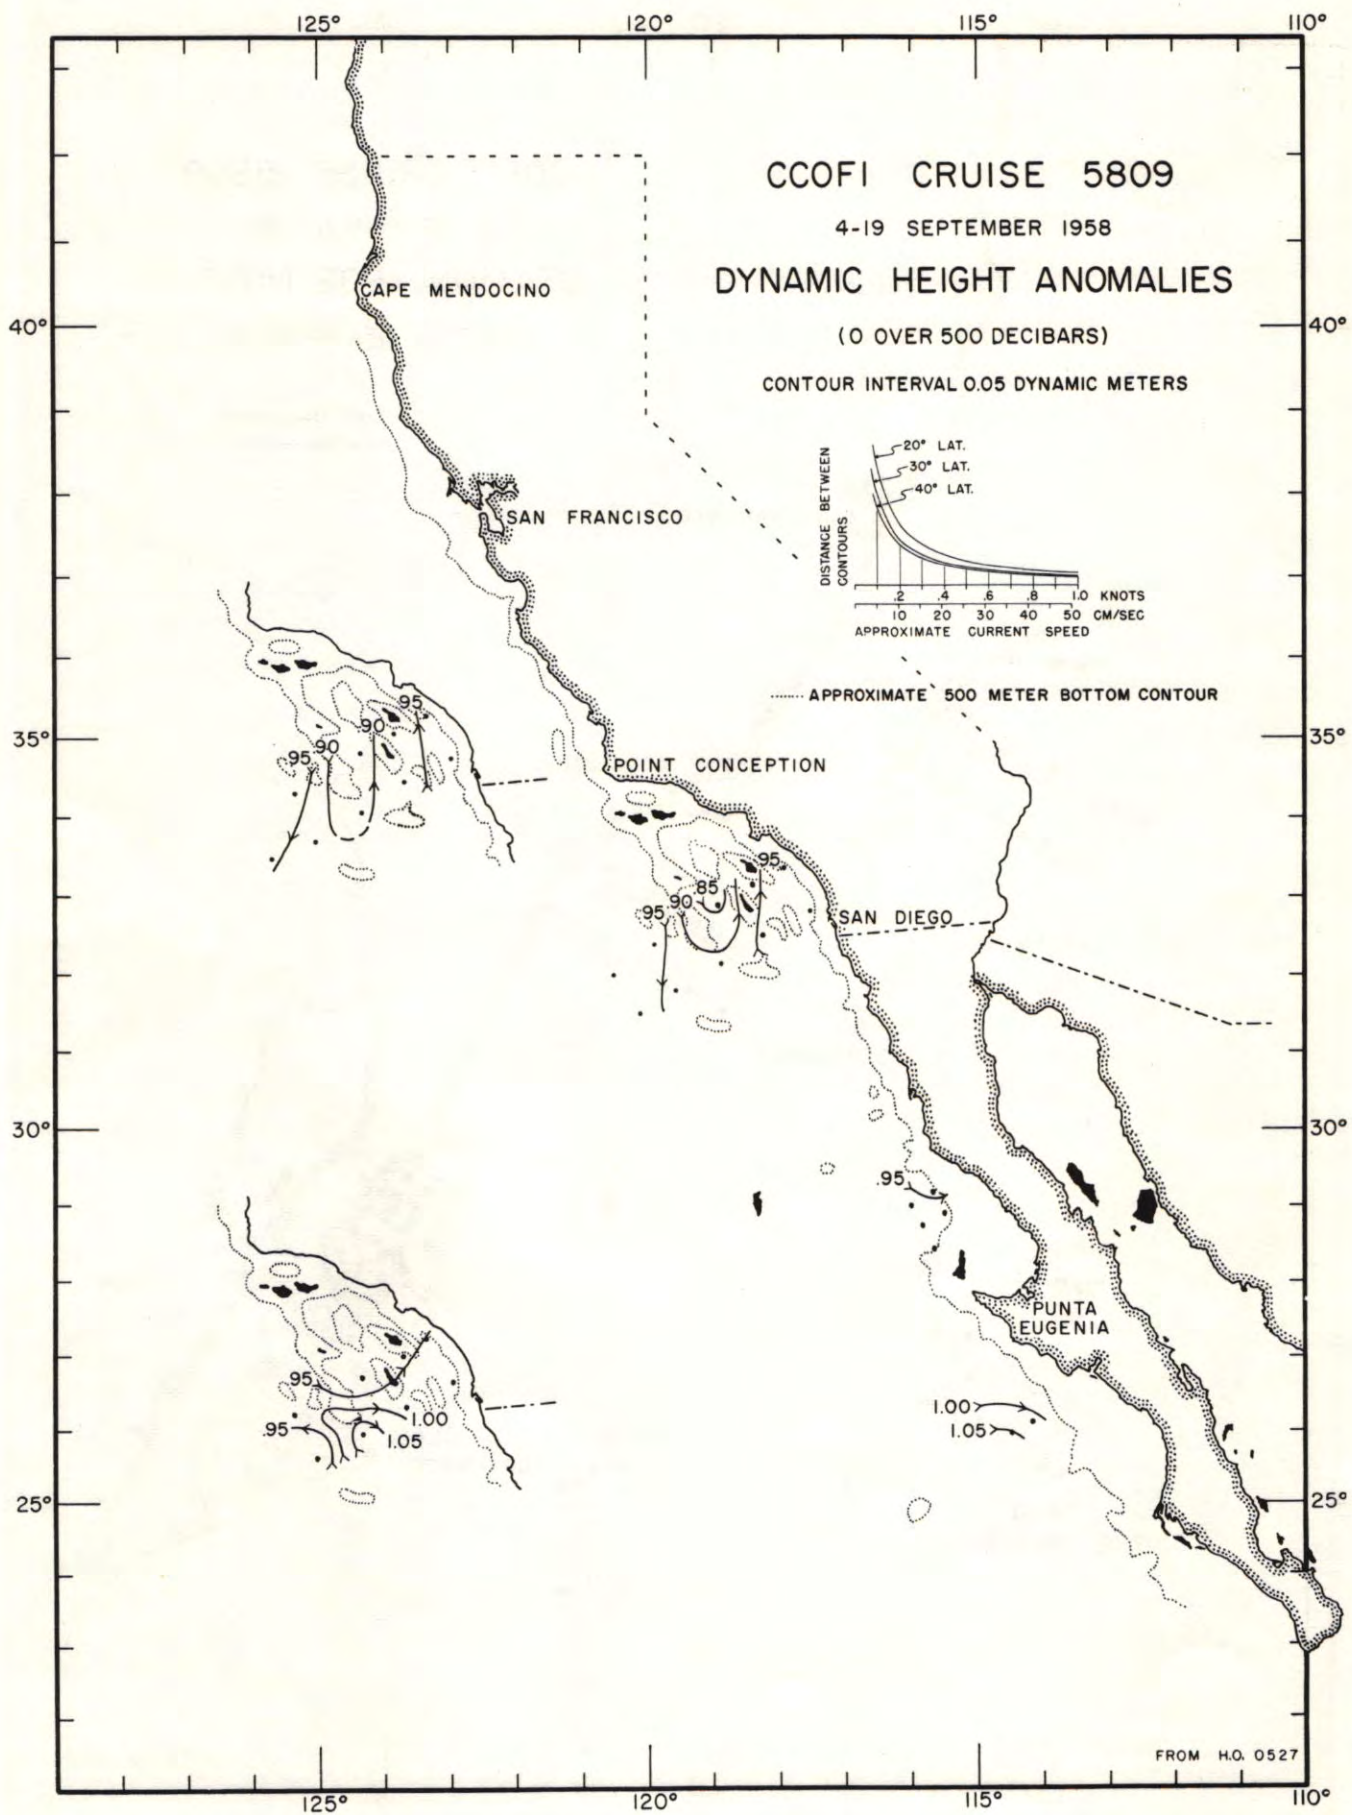 125° 120° 115° 110°
CCOFI CRUISE 5809
4-19 SEPTEMBER 1958
DYNAMIC HEIGHT ANOMALIES
(0 OVER 500 DECIBARS)
CONTOUR INTERVAL 0.05 DYNAMIC METERS
CAPE MENDOCINO
40° 40°
20° LAT.
30° LAT.
40° LAT.
DISTANCE BETWEEN
CONTOURS
.2 .4 .6 .8 1.0 KNOTS
10 20 30 40 50 CM/SEC
APPROXIMATE CURRENT SPEED
SAN FRANCISCO
APPROXIMATE 500 METER BOTTOM CONTOUR
.95
.90
.95 .90
35° 35°
POINT CONCEPTION
.95
.85
.90
.95
SAN DIEGO
30° 30°
.95
PUNTA
EUGENIA
.95
1.00
.95
1.05
1.00
1.05
25° 25°
FROM H.O. 0527
125° 120° 115° 110°